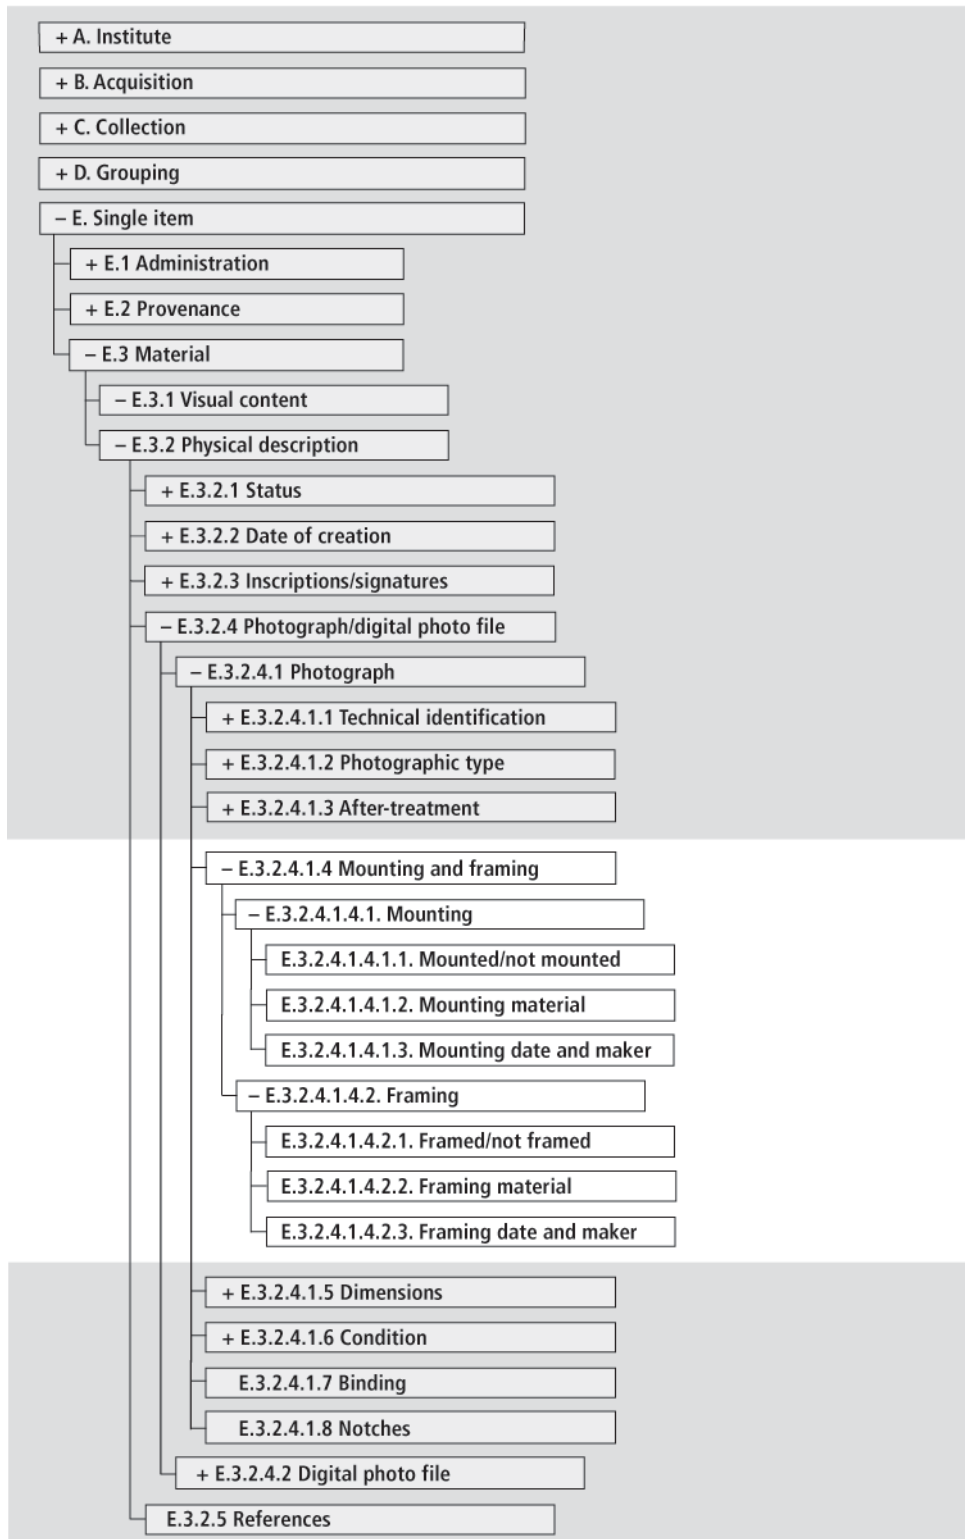 + A. Institute
+ B. Acquisition
+ C. Collection
+ D. Grouping
– E. Single item
+ E.1 Administration
+ E.2 Provenance
– E.3 Material
– E.3.1 Visual content
– E.3.2 Physical description
+ E.3.2.1 Status
+ E.3.2.2 Date of creation
+ E.3.2.3 Inscriptions/signatures
– E.3.2.4 Photograph/digital photo file
– E.3.2.4.1 Photograph
+ E.3.2.4.1.1 Technical identification
+ E.3.2.4.1.2 Photographic type
+ E.3.2.4.1.3 After-treatment
– E.3.2.4.1.4 Mounting and framing
– E.3.2.4.1.4.1. Mounting
E.3.2.4.1.4.1.1. Mounted/not mounted
E.3.2.4.1.4.1.2. Mounting material
E.3.2.4.1.4.1.3. Mounting date and maker
– E.3.2.4.1.4.2. Framing
E.3.2.4.1.4.2.1. Framed/not framed
E.3.2.4.1.4.2.2. Framing material
E.3.2.4.1.4.2.3. Framing date and maker
+ E.3.2.4.1.5 Dimensions
+ E.3.2.4.1.6 Condition
E.3.2.4.1.7 Binding
E.3.2.4.1.8 Notches
+ E.3.2.4.2 Digital photo file
E.3.2.5 References